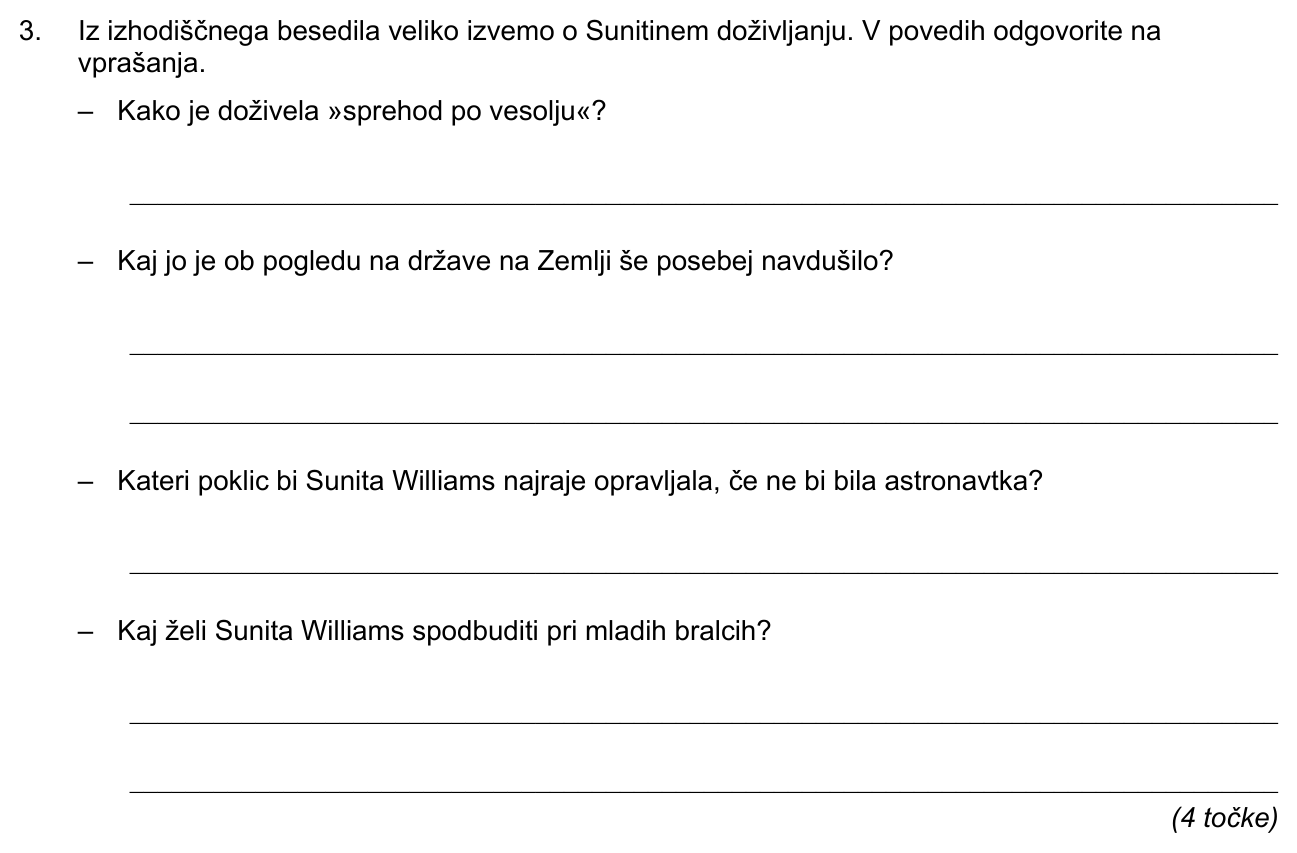 3. Iz izhodiščnega besedila veliko izvemo o Sunitinem doživljanju. V povedih odgovorite na
vprašanja.
– Kako je doživela »sprehod po vesolju«?
– Kaj jo je ob pogledu na države na Zemlji še posebej navdušilo?
– Kateri poklic bi Sunita Williams najraje opravljala, če ne bi bila astronavtka?
– Kaj želi Sunita Williams spodbuditi pri mladih bralcih?
(4 točke)